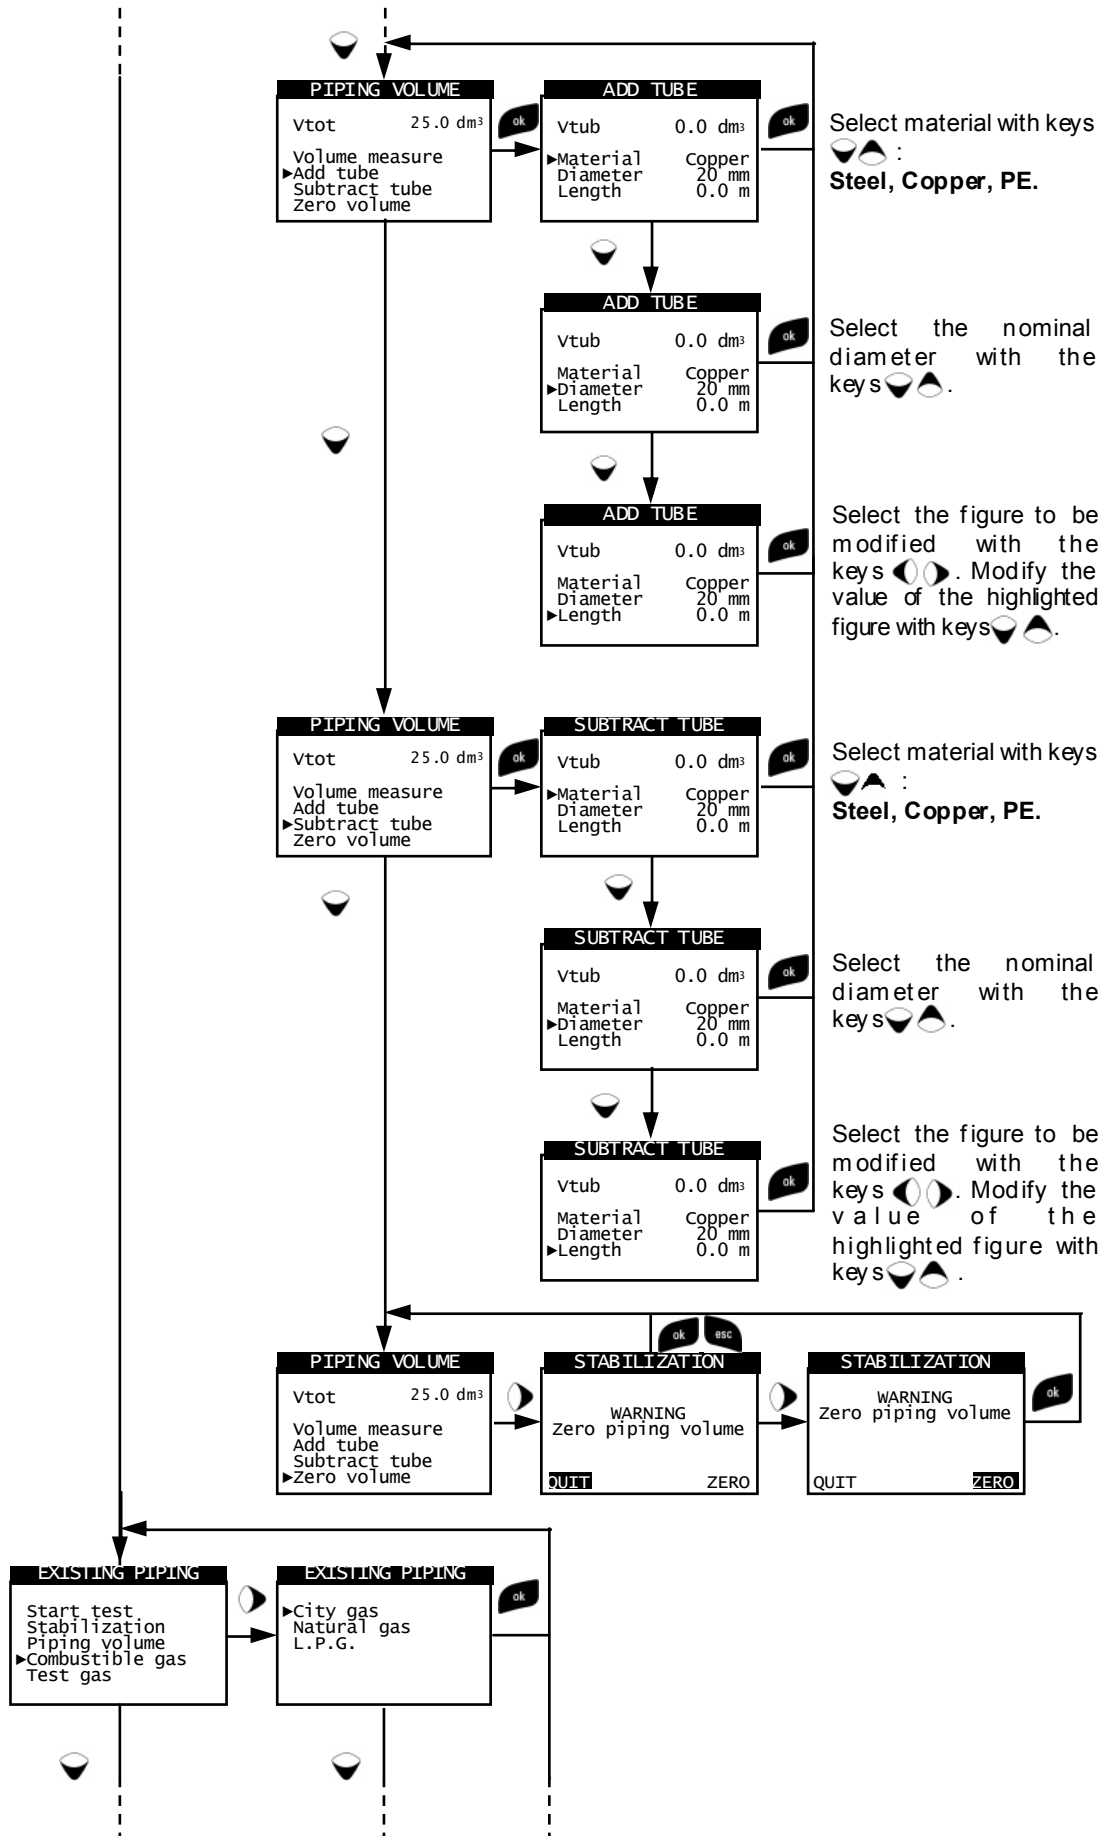 PIPING VOLUME
Vtot 25.0 dm³
Volume measure
►Add tube
Subtract tube
Zero volume
ok
ADD TUBE
Vtub 0.0 dm³
►Material Copper
Diameter 20 mm
Length 0.0 m
ok
Select material with keys
:
Steel, Copper, PE.
ADD TUBE
Vtub 0.0 dm³
Material Copper
►Diameter 20 mm
Length 0.0 m
ok
Select the nominal
diameter with the
keys .
ADD TUBE
Vtub 0.0 dm³
Material Copper
Diameter 20 mm
►Length 0.0 m
ok
Select the figure to be
modified with the
keys . Modify the
value of the highlighted
figure with keys .
PIPING VOLUME
Vtot 25.0 dm³
Volume measure
Add tube
►Subtract tube
Zero volume
ok
SUBTRACT TUBE
Vtub 0.0 dm³
►Material Copper
Diameter 20 mm
Length 0.0 m
ok
Select material with keys
:
Steel, Copper, PE.
SUBTRACT TUBE
Vtub 0.0 dm³
Material Copper
►Diameter 20 mm
Length 0.0 m
ok
Select the nominal
diameter with the
keys .
SUBTRACT TUBE
Vtub 0.0 dm³
Material Copper
Diameter 20 mm
►Length 0.0 m
ok
Select the figure to be
modified with the
keys . Modify the
value of the
highlighted figure with
keys .
PIPING VOLUME
Vtot 25.0 dm³
Volume measure
Add tube
Subtract tube
►Zero volume
ok esc
STABILIZATION
WARNING
Zero piping volume
QUIT ZERO
STABILIZATION
WARNING
Zero piping volume
QUIT ZERO
ok
EXISTING PIPING
Start test
Stabilization
Piping volume
►Combustible gas
Test gas
EXISTING PIPING
►City gas
Natural gas
L.P.G.
ok